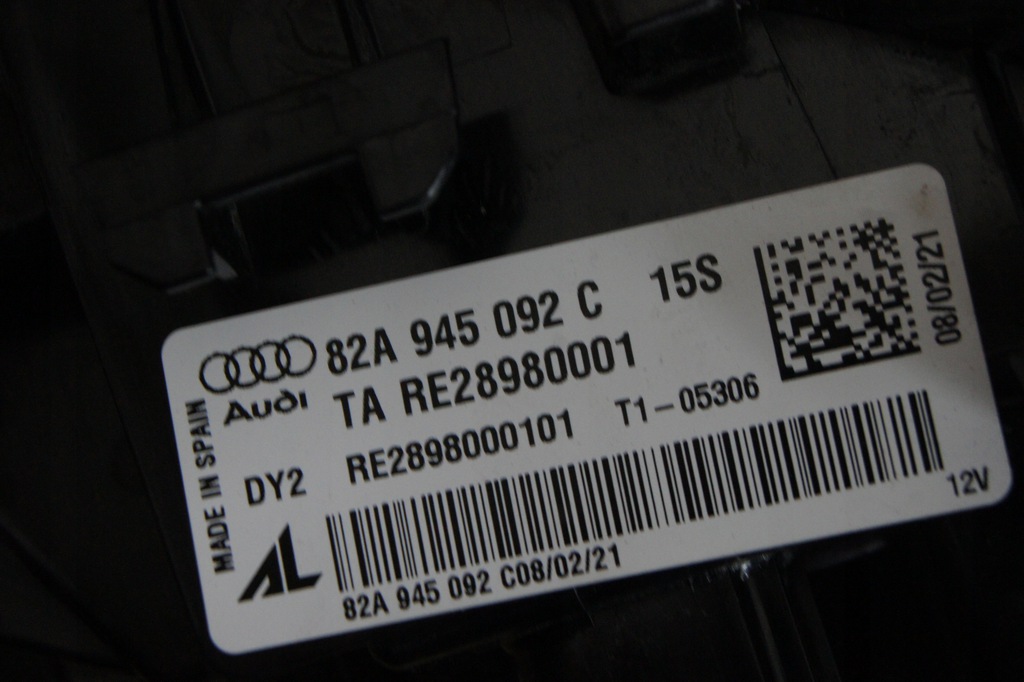 82A 945 092 C 15S
Audi
TA RE28980001
RE2898000101 T1-05306
DY2
MADE IN SPAIN
AL
08/02/21
12V
82A 945 092 C08/02/21